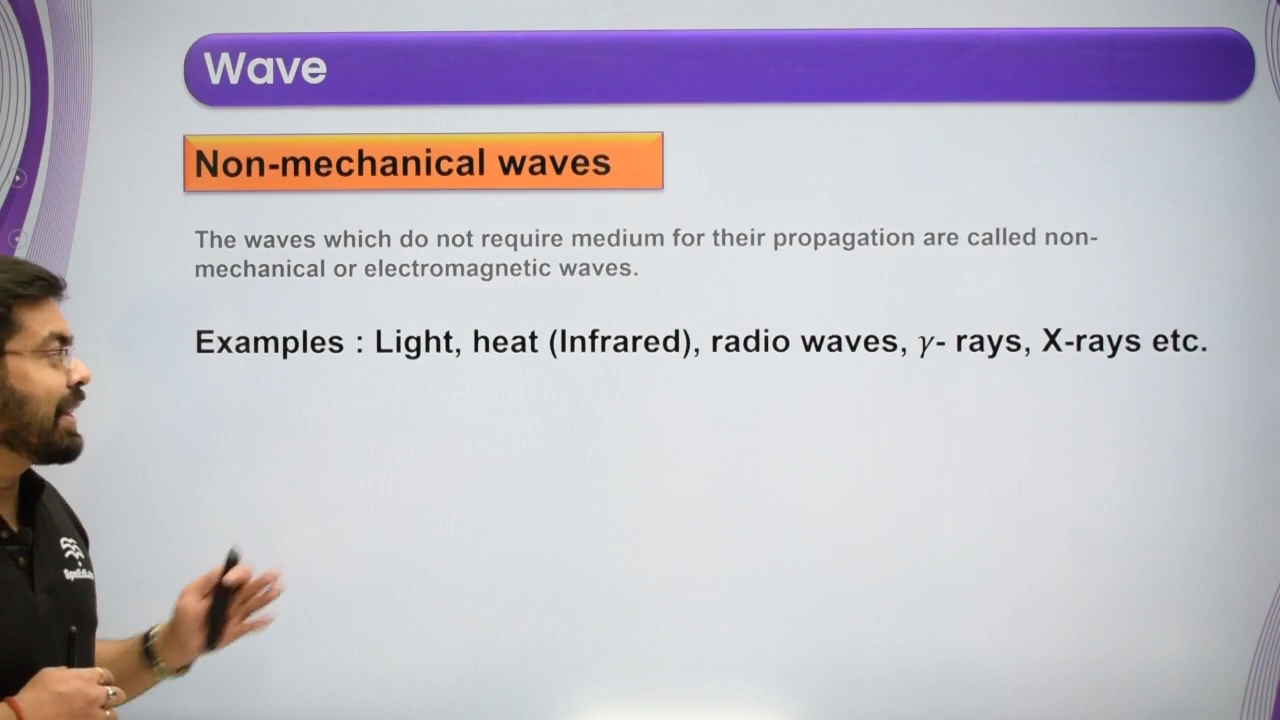 Wave
Non-mechanical waves
The waves which do not require medium for their propagation are called non-
mechanical or electromagnetic waves.
Examples : Light, heat (Infrared), radio waves, γ- rays, X-rays etc.